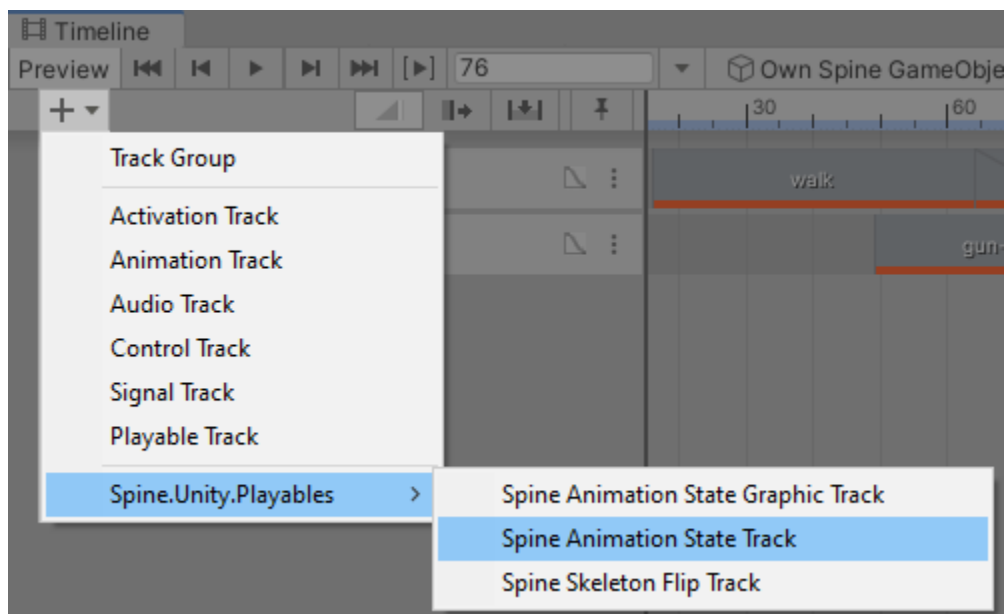 Timeline
Preview 76 Own Spine GameObje
30 60
Track Group
walk
Activation Track
gun-
Animation Track
Audio Track
Control Track
Signal Track
Playable Track
Spine.Unity.Playables
Spine Animation State Graphic Track
Spine Animation State Track
Spine Skeleton Flip Track